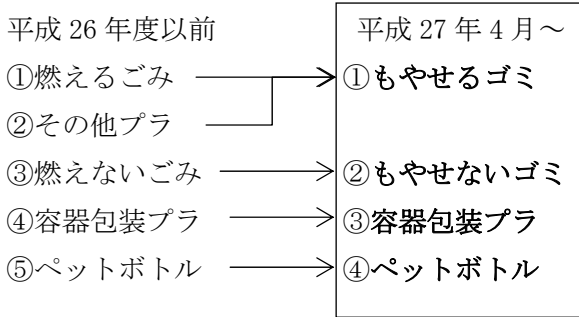 平成 26 年度以前
①燃えるごみ
②その他プラ
③燃えないごみ
④容器包装プラ
⑤ペットボトル
平成 27 年 4 月～
①もやせるゴミ
②もやせないゴミ
③容器包装プラ
④ペットボトル